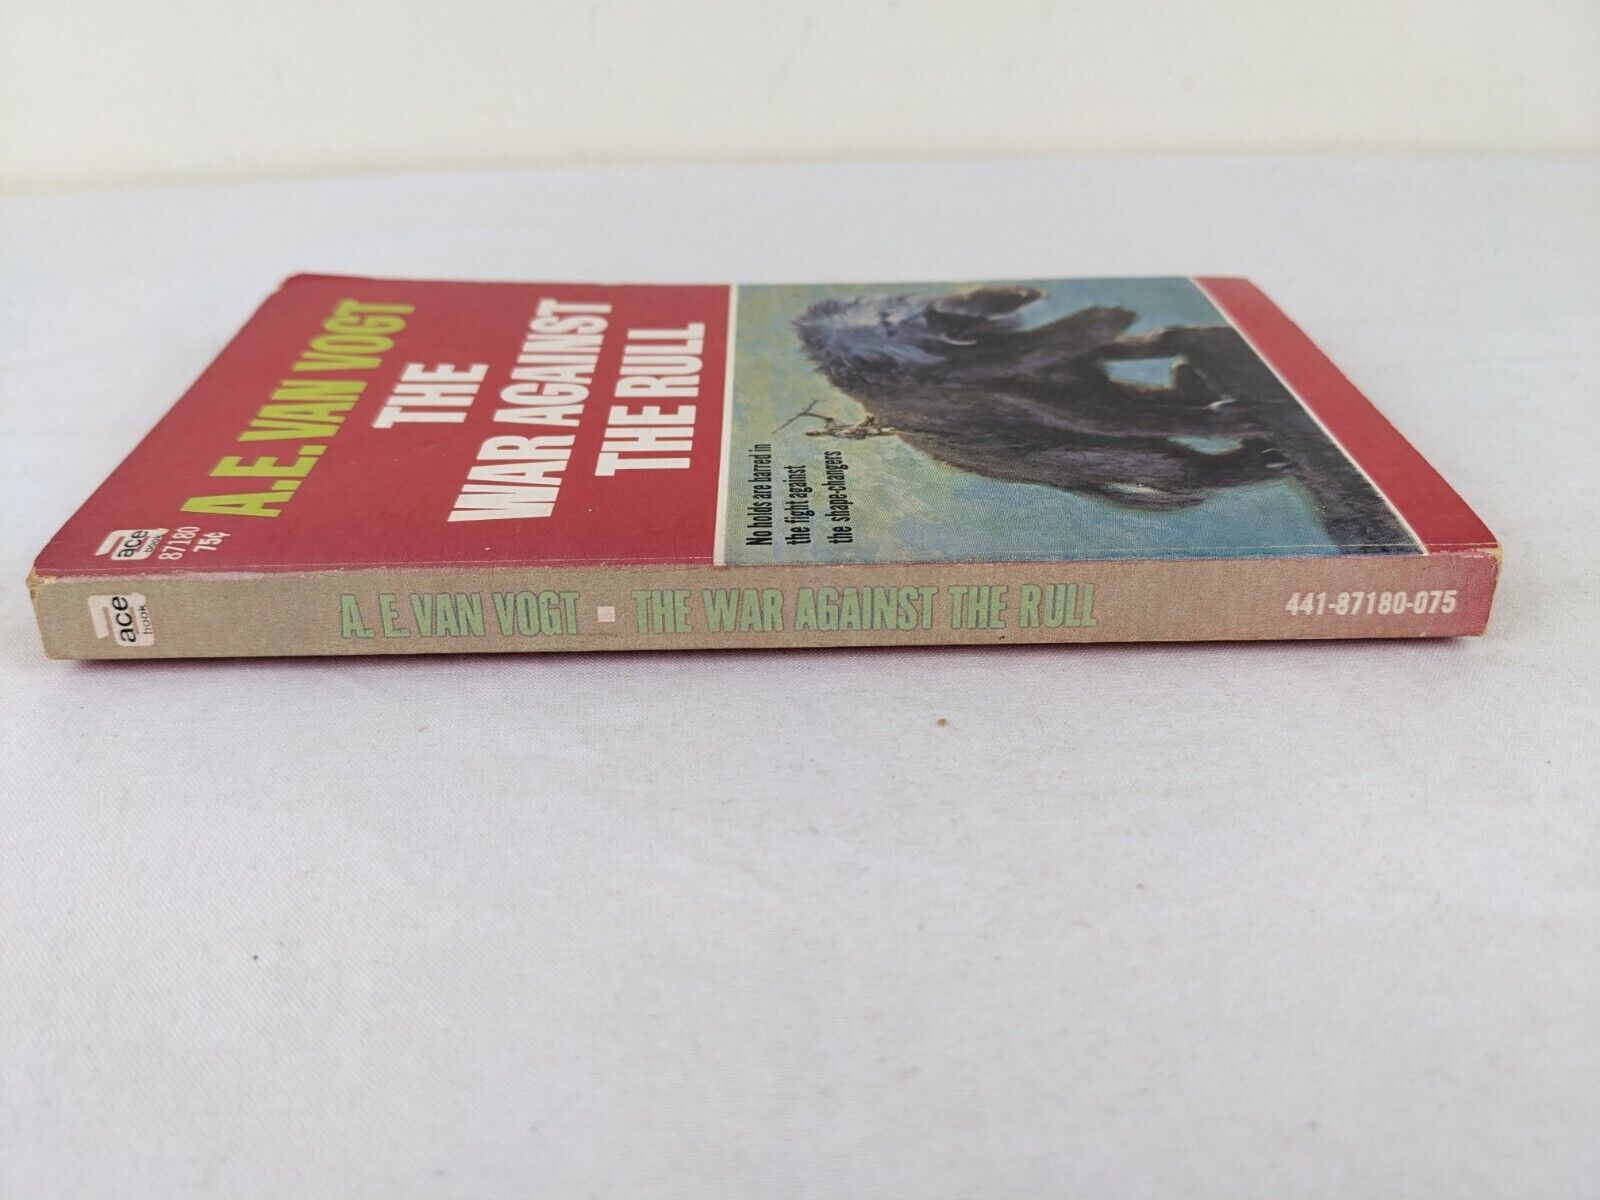 ace
BOOK
87180
75¢
A.E. VAN VOGT
THE
WAR AGAINST
THE RULL
No holds are barred in
the fight against
the shape-changers
ace
book
A. E. VAN VOGT ▪ THE WAR AGAINST THE RULL
441-87180-075